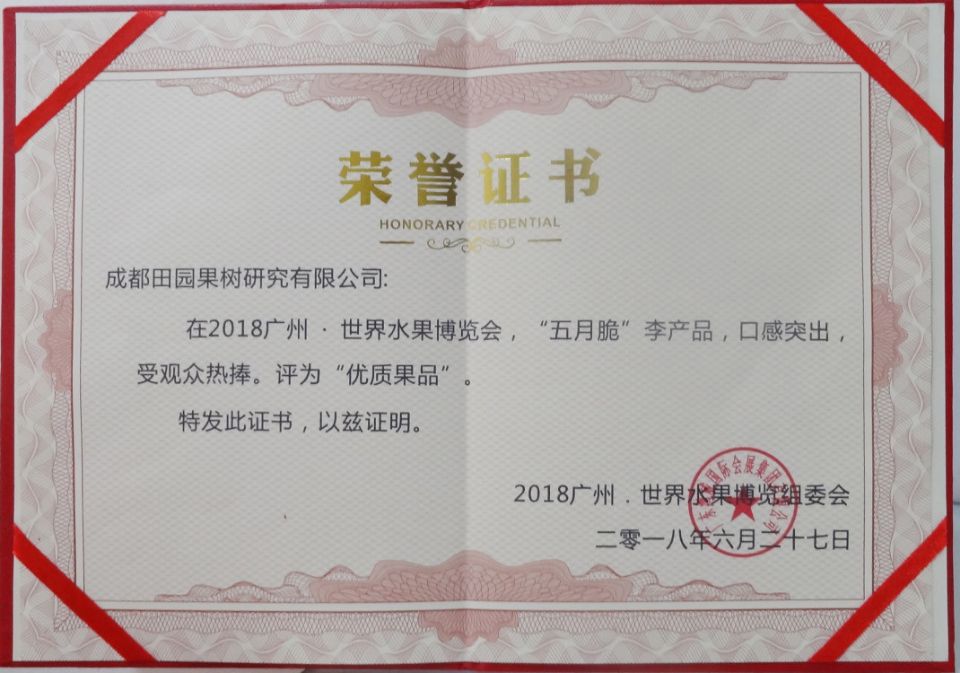 荣誉证书
HONORARY CREDENTIAL
成都田园果树研究有限公司:
在2018广州·世界水果博览会，“五月脆”李产品，口感突出，
受观众热捧。评为“优质果品”。
特发此证书，以兹证明。
2018广州.世界水果博览组委会
二零一八年六月二十七日